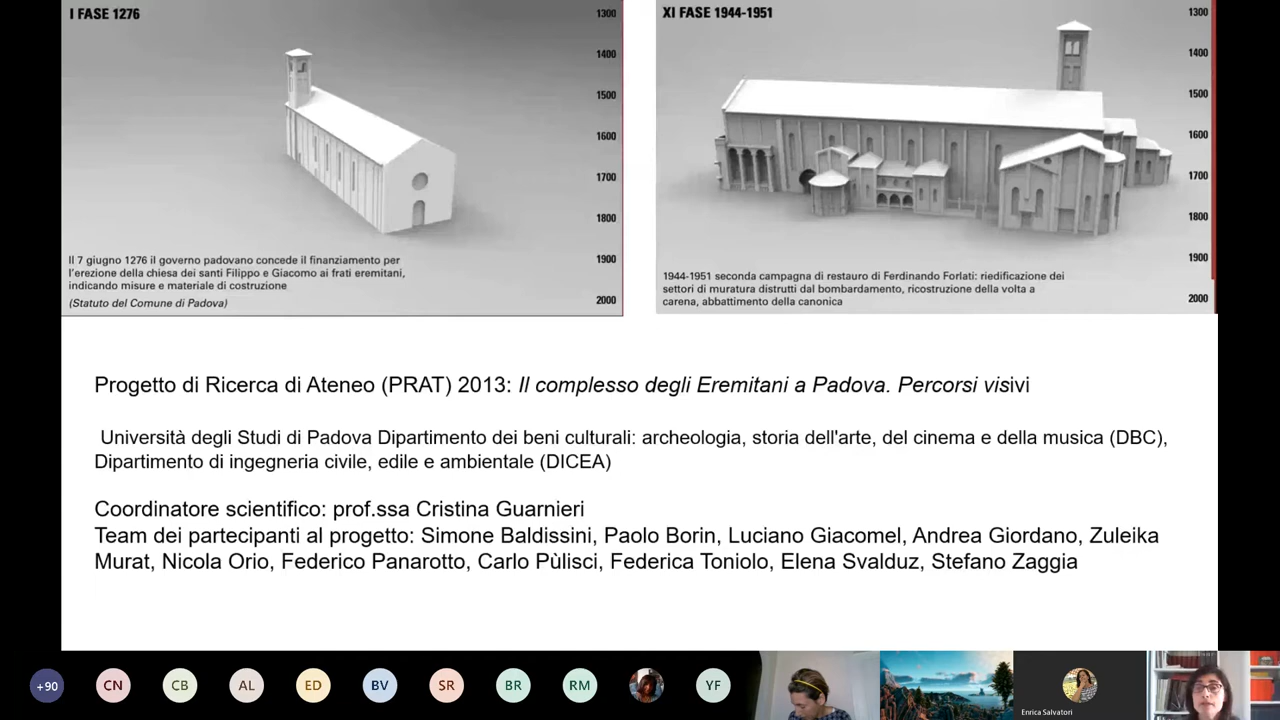 I FASE 1276
1300
1400
1500
1600
1700
1800
1900
2000
Il 7 giugno 1276 il governo padovano concede il finanziamento per
l'erezione della chiesa dei santi Filippo e Giacomo ai frati eremitani,
indicando misure e materiale di costruzione
(Statuto del Comune di Padova)
XI FASE 1944-1951
1300
1400
1500
1600
1700
1800
1900
2000
1944-1951 seconda campagna di restauro di Ferdinando Forlati: riedificazione dei
settori di muratura distrutti dal bombardamento, ricostruzione della volta a
carena, abbattimento della canonica
Progetto di Ricerca di Ateneo (PRAT) 2013: Il complesso degli Eremitani a Padova. Percorsi visivi
Università degli Studi di Padova Dipartimento dei beni culturali: archeologia, storia dell'arte, del cinema e della musica (DBC),
Dipartimento di ingegneria civile, edile e ambientale (DICEA)
Coordinatore scientifico: prof.ssa Cristina Guarnieri
Team dei partecipanti al progetto: Simone Baldissini, Paolo Borin, Luciano Giacomel, Andrea Giordano, Zuleika
Murat, Nicola Orio, Federico Panarotto, Carlo Pùlisci, Federica Toniolo, Elena Svalduz, Stefano Zaggia
+90
CN
CB
AL
ED
BV
SR
BR
RM
YF
Enrica Salvatori